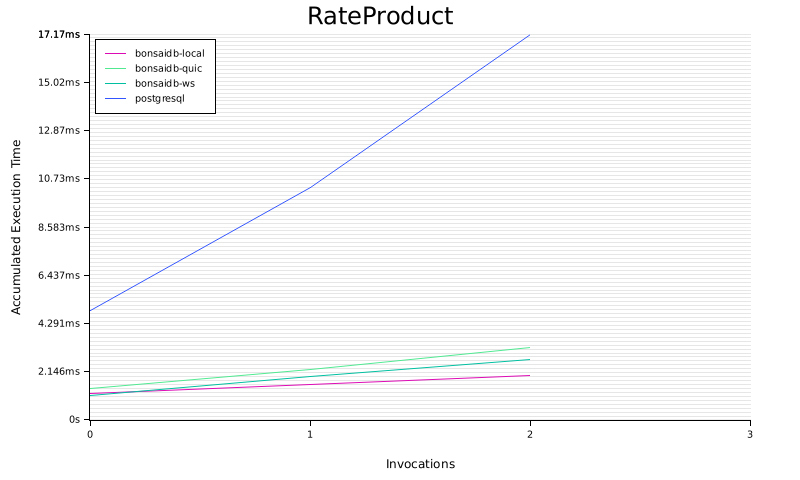 RateProduct
17.17ms
15.02ms
12.87ms
10.73ms
8.583ms
6.437ms
4.291ms
2.146ms
0s
Accumulated Execution Time
bonsaidb-local
bonsaidb-quic
bonsaidb-ws
postgresql
0 1 2 3
Invocations